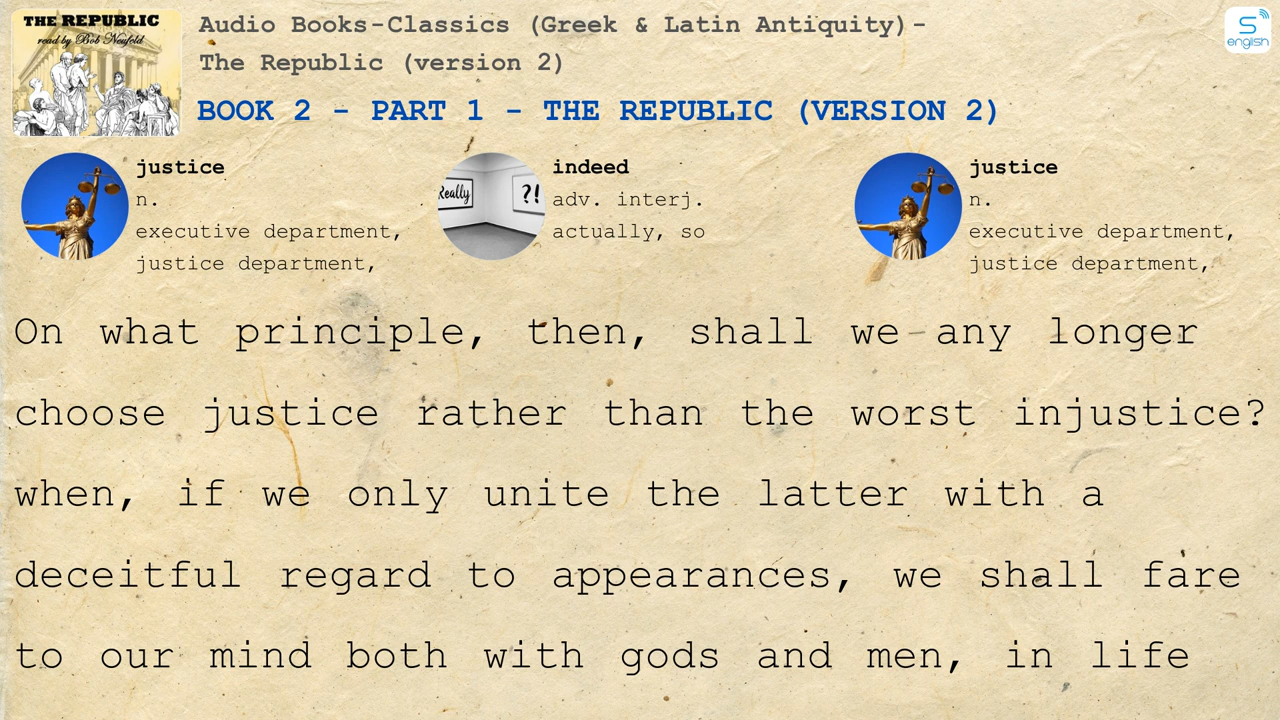 THE REPUBLIC
read by Bob Neufeld
Audio Books-Classics (Greek & Latin Antiquity)-
The Republic (version 2)
BOOK 2 - PART 1 - THE REPUBLIC (VERSION 2)
S
english
justice
n.
executive department,
justice department,
Really
?!
indeed
adv. interj.
actually, so
justice
n.
executive department,
justice department,
On what principle, then, shall we any longer
choose justice rather than the worst injustice?
when, if we only unite the latter with a
deceitful regard to appearances, we shall fare
to our mind both with gods and men, in life